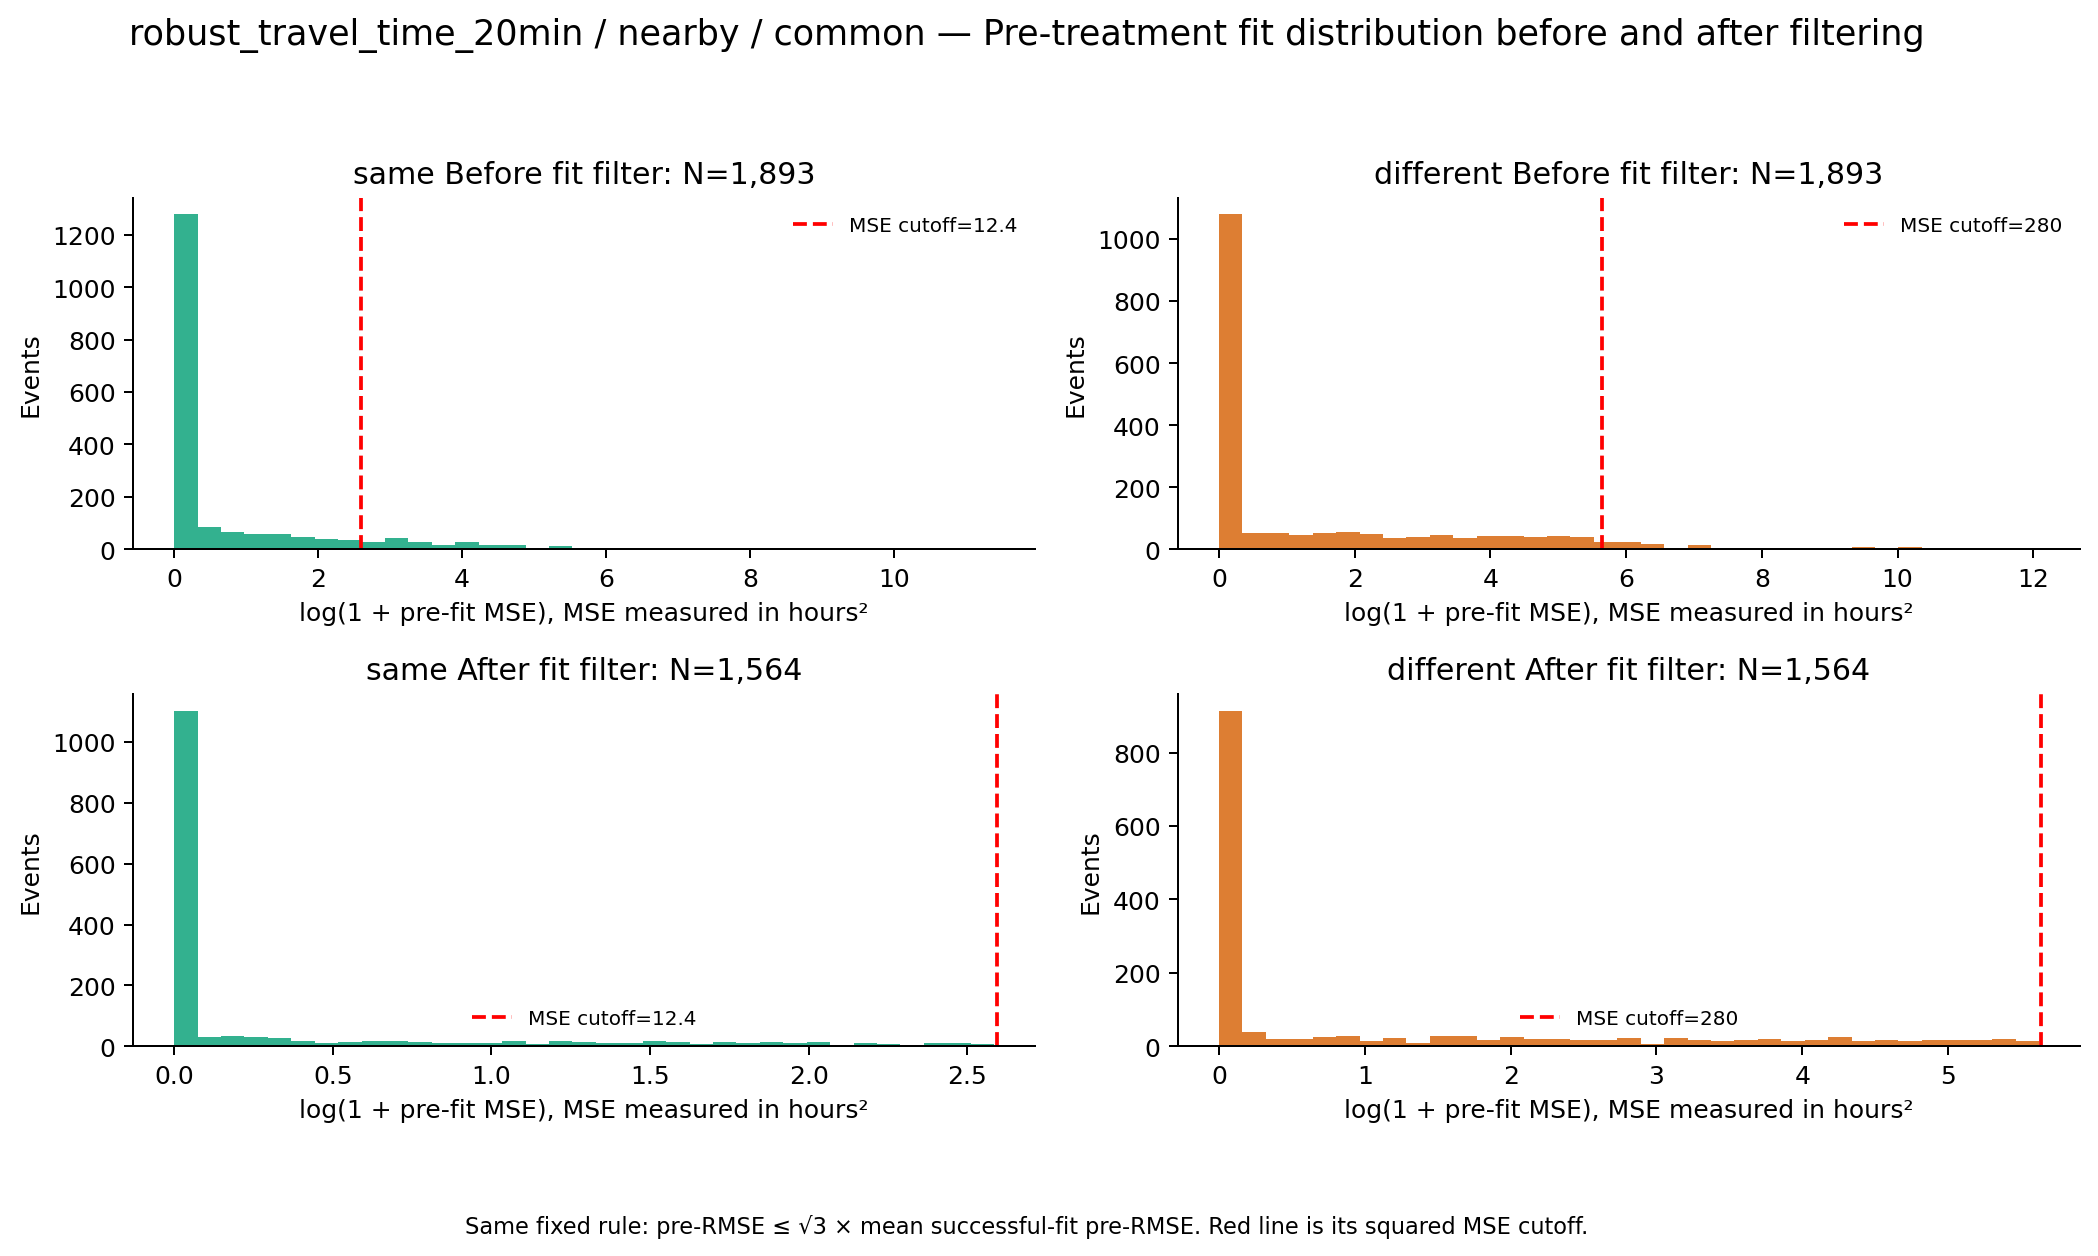 robust_travel_time_20min / nearby / common — Pre-treatment fit distribution before and after filtering
same Before fit filter: N=1,893
MSE cutoff=12.4
Events
1200
1000
800
600
400
200
0
0 2 4 6 8 10
log(1 + pre-fit MSE), MSE measured in hours²
different Before fit filter: N=1,893
MSE cutoff=280
Events
1000
800
600
400
200
0
0 2 4 6 8 10 12
log(1 + pre-fit MSE), MSE measured in hours²
same After fit filter: N=1,564
Events
1000
800
600
400
200
0
MSE cutoff=12.4
0.0 0.5 1.0 1.5 2.0 2.5
log(1 + pre-fit MSE), MSE measured in hours²
different After fit filter: N=1,564
Events
800
600
400
200
0
MSE cutoff=280
0 1 2 3 4 5
log(1 + pre-fit MSE), MSE measured in hours²
Same fixed rule: pre-RMSE ≤ √3 × mean successful-fit pre-RMSE. Red line is its squared MSE cutoff.